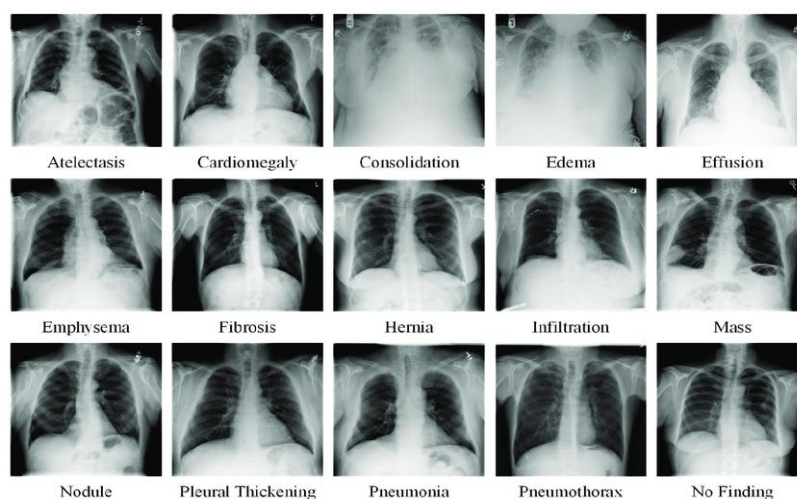 Atelectasis
Cardiomegaly
Consolidation
Edema
Effusion
Emphysema
Fibrosis
Hernia
Infiltration
Mass
Nodule
Pleural Thickening
Pneumonia
Pneumothorax
No Finding